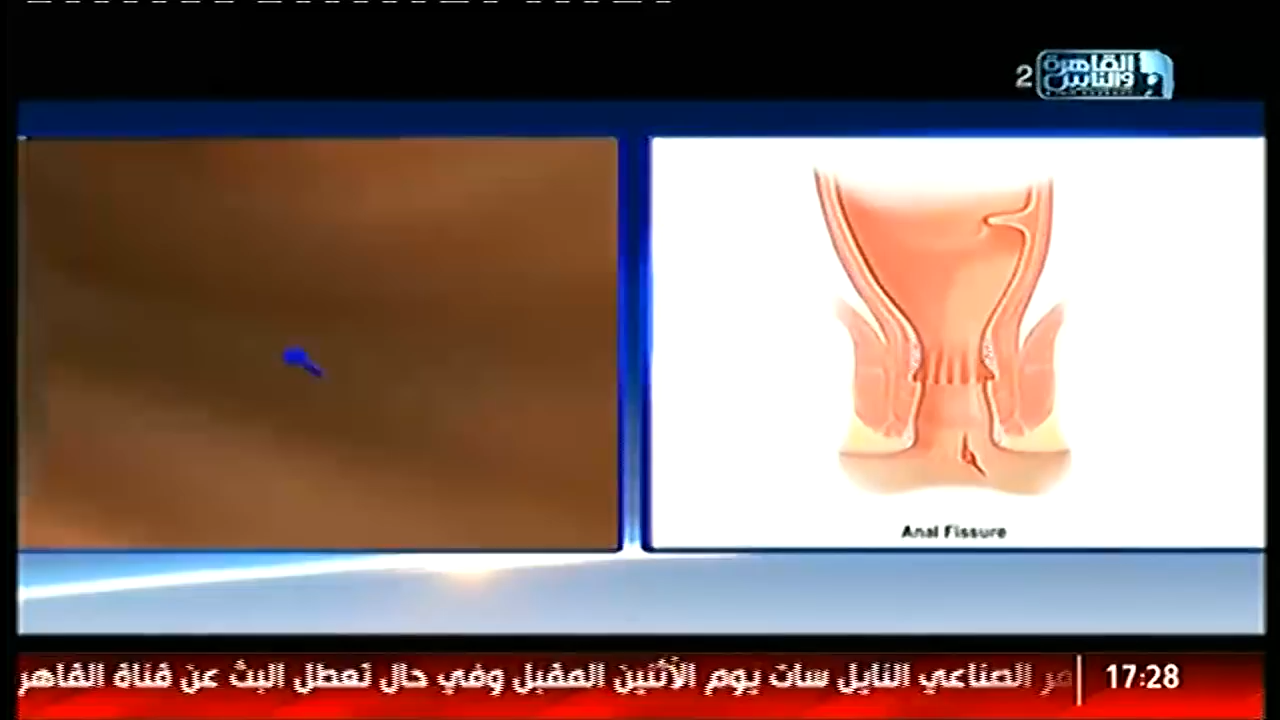 2
القاهرة
والناس
Anal Fissure
الصناعي النايل سات يوم الأثنين المقبل وفي حال تعطل البث عن قناة القاهر
17:28